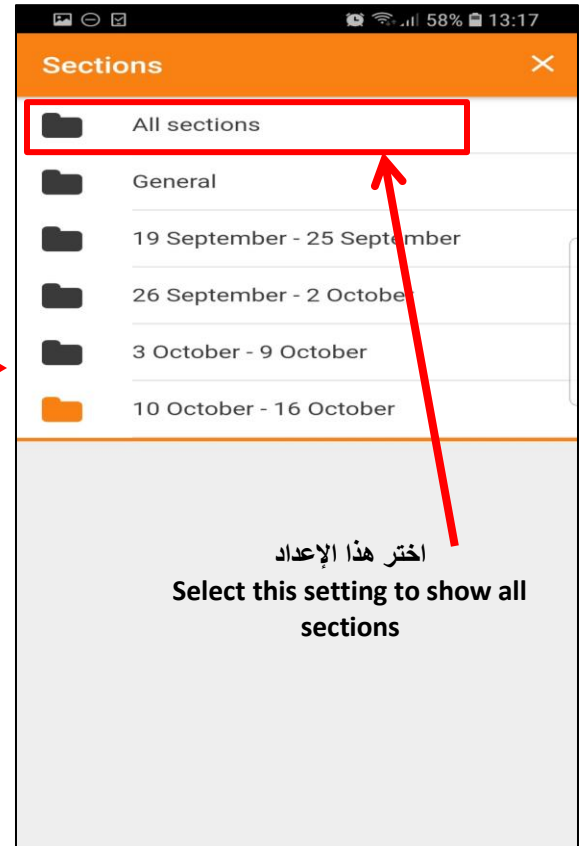 58% 13:17
Sections
All sections
General
19 September - 25 September
26 September - 2 October
3 October - 9 October
10 October - 16 October
اختر هذا الإعداد
Select this setting to show all
sections